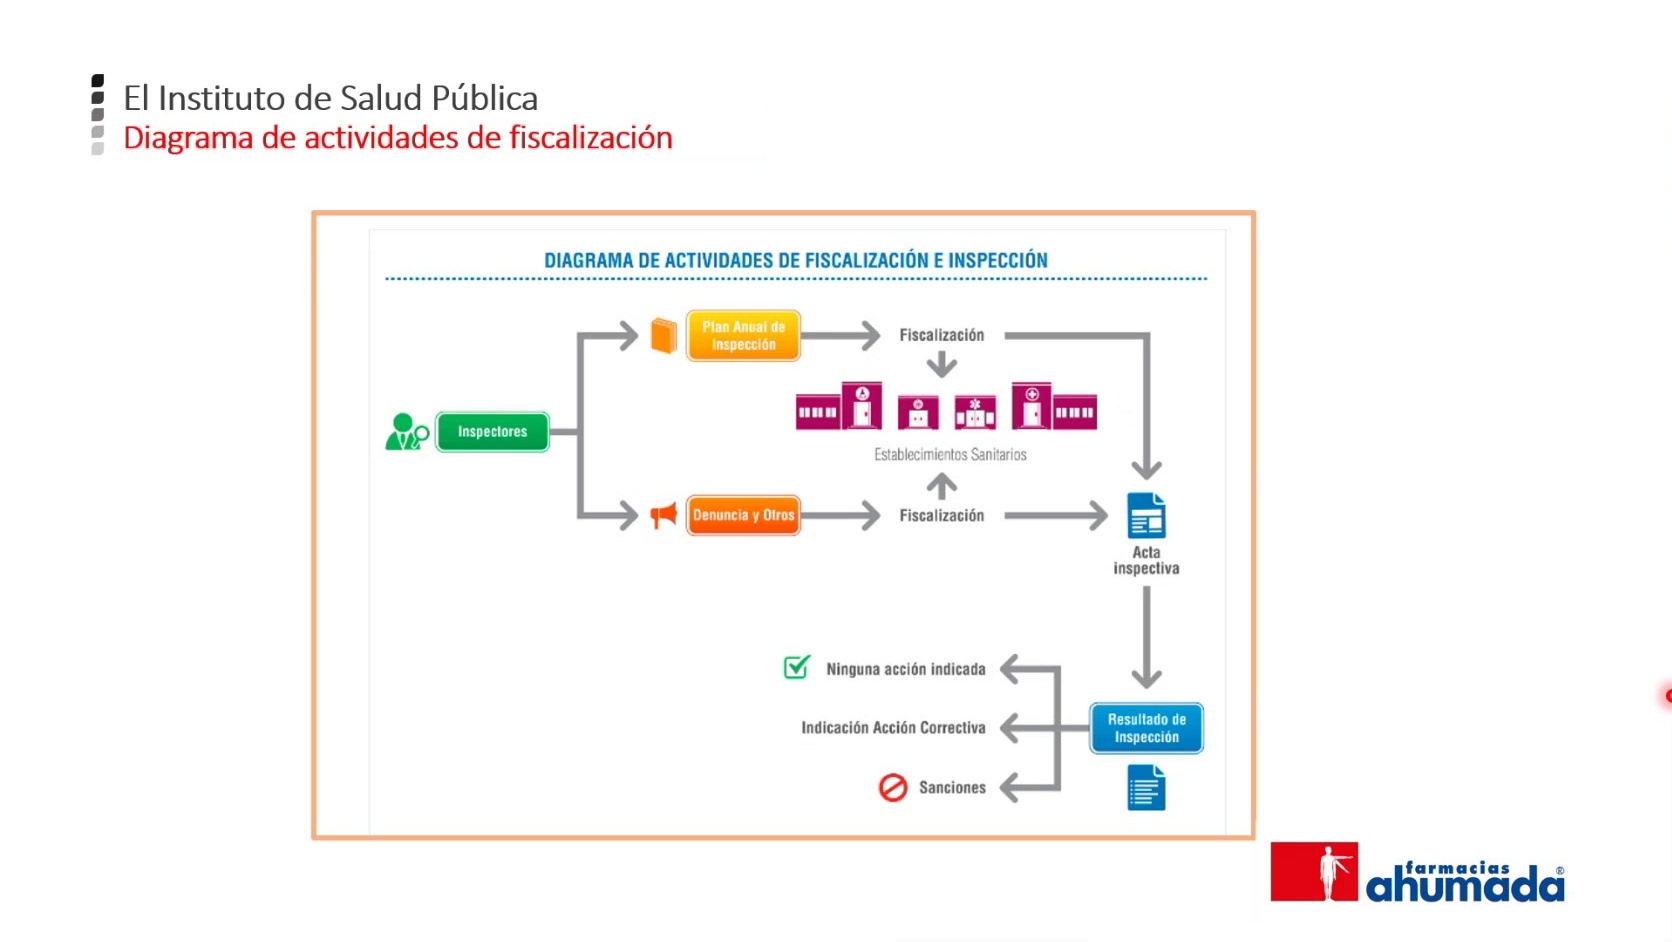 El Instituto de Salud Pública
Diagrama de actividades de fiscalización
DIAGRAMA DE ACTIVIDADES DE FISCALIZACIÓN E INSPECCIÓN
Plan Anual de
Inspección
Fiscalización
Inspectores
Establecimientos Sanitarios
Denuncia y Otros
Fiscalización
Acta
inspectiva
Ninguna acción indicada
Indicación Acción Correctiva
Resultado de
Inspección
Sanciones
farmacias
ahumada®